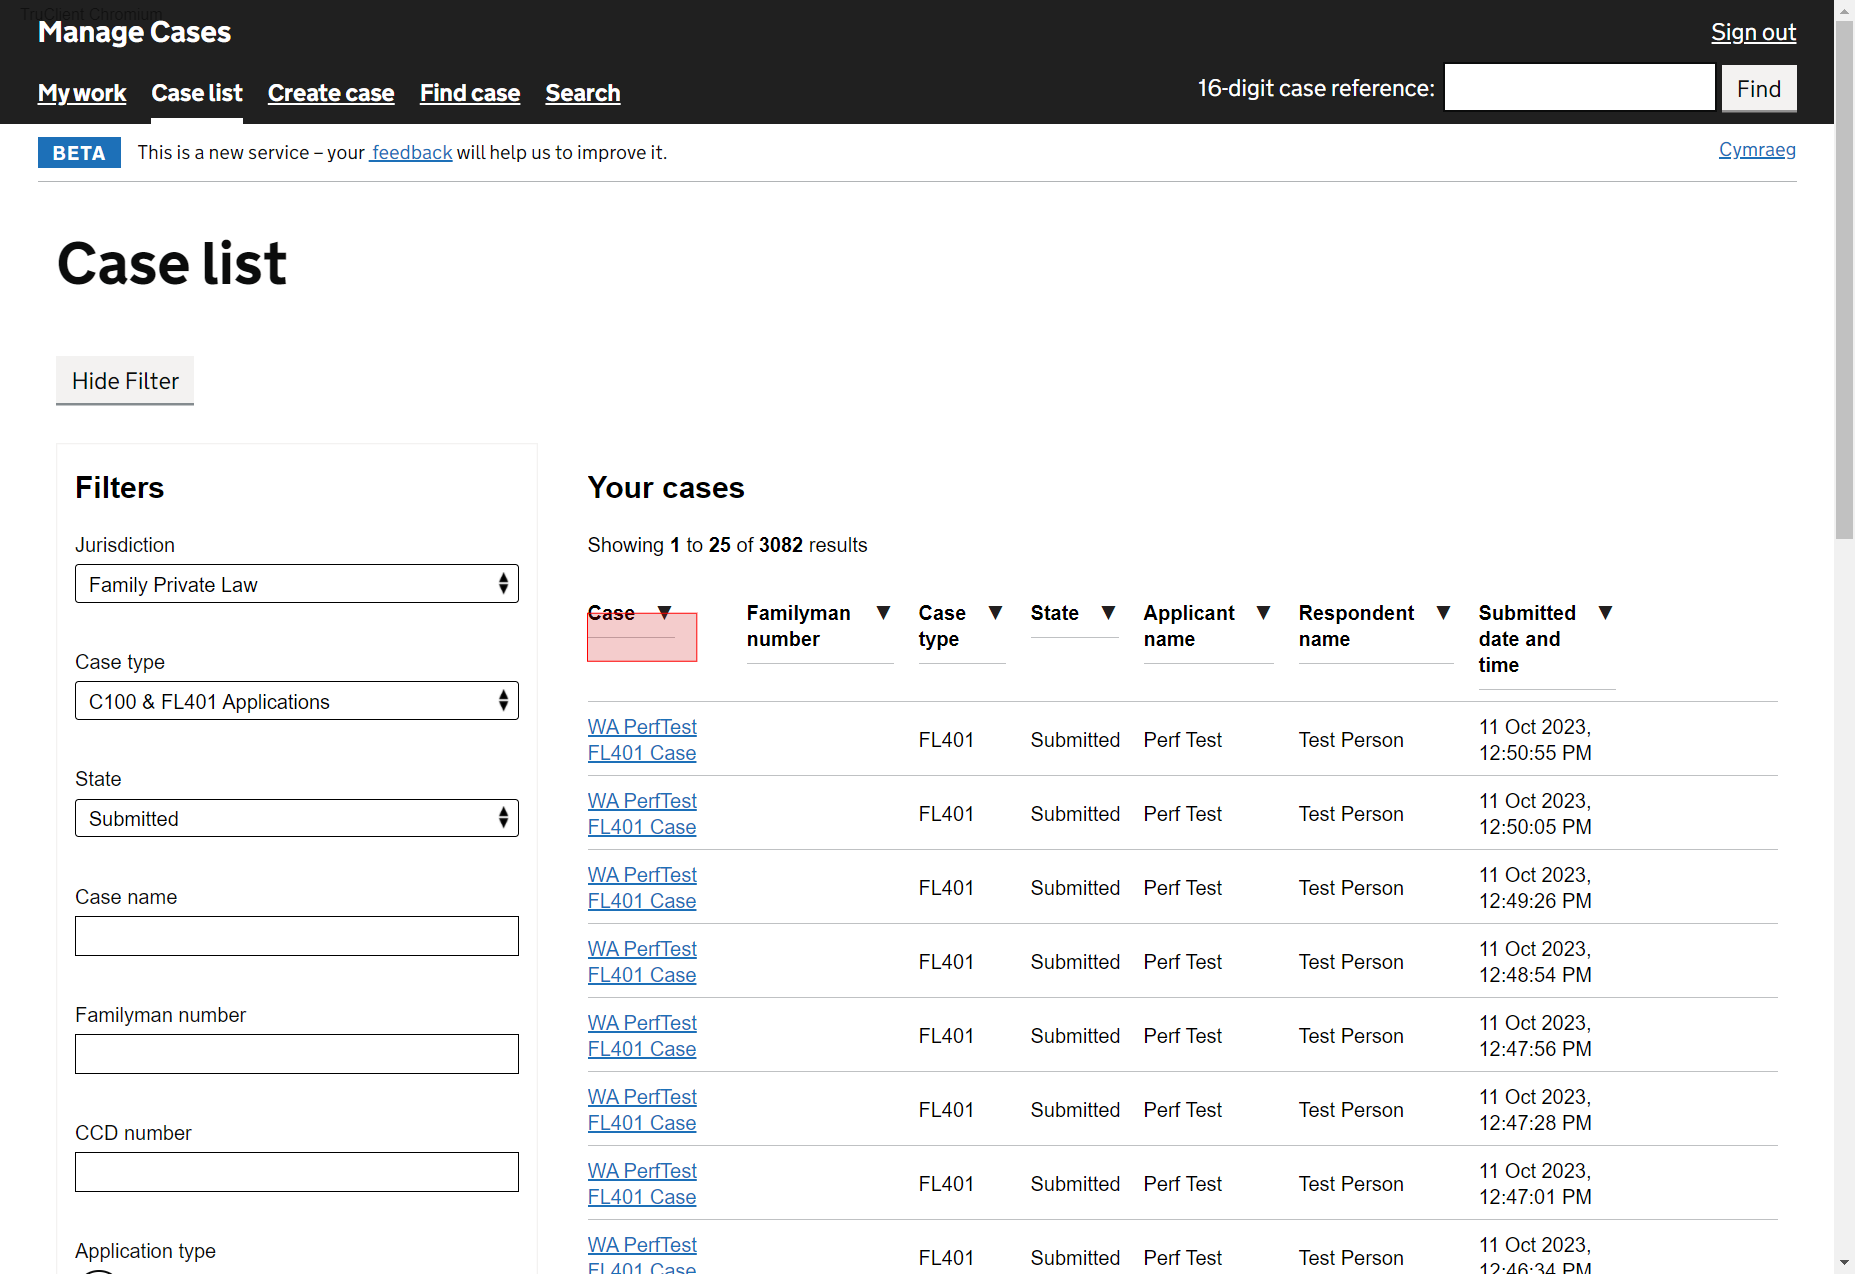 TruClient Chromium
Manage Cases
Sign out
My work Case list Create case Find case Search
16-digit case reference: Find
BETA This is a new service – your feedback will help us to improve it.
Cymraeg
Case list
Hide Filter
Filters
Jurisdiction
Family Private Law
Case type
C100 & FL401 Applications
State
Submitted
Case name
Familyman number
CCD number
Application type
Your cases
Showing 1 to 25 of 3082 results
Case ▼ Familyman ▼ Case ▼ State ▼ Applicant ▼ Respondent ▼ Submitted ▼
number type name name date and
time
WA PerfTest 11 Oct 2023,
FL401 Case FL401 Submitted Perf Test Test Person 12:50:55 PM
WA PerfTest 11 Oct 2023,
FL401 Case FL401 Submitted Perf Test Test Person 12:50:05 PM
WA PerfTest 11 Oct 2023,
FL401 Case FL401 Submitted Perf Test Test Person 12:49:26 PM
WA PerfTest 11 Oct 2023,
FL401 Case FL401 Submitted Perf Test Test Person 12:48:54 PM
WA PerfTest 11 Oct 2023,
FL401 Case FL401 Submitted Perf Test Test Person 12:47:56 PM
WA PerfTest 11 Oct 2023,
FL401 Case FL401 Submitted Perf Test Test Person 12:47:28 PM
WA PerfTest 11 Oct 2023,
FL401 Case FL401 Submitted Perf Test Test Person 12:47:01 PM
WA PerfTest 11 Oct 2023,
FL401 Case FL401 Submitted Perf Test Test Person 12:46:34 PM